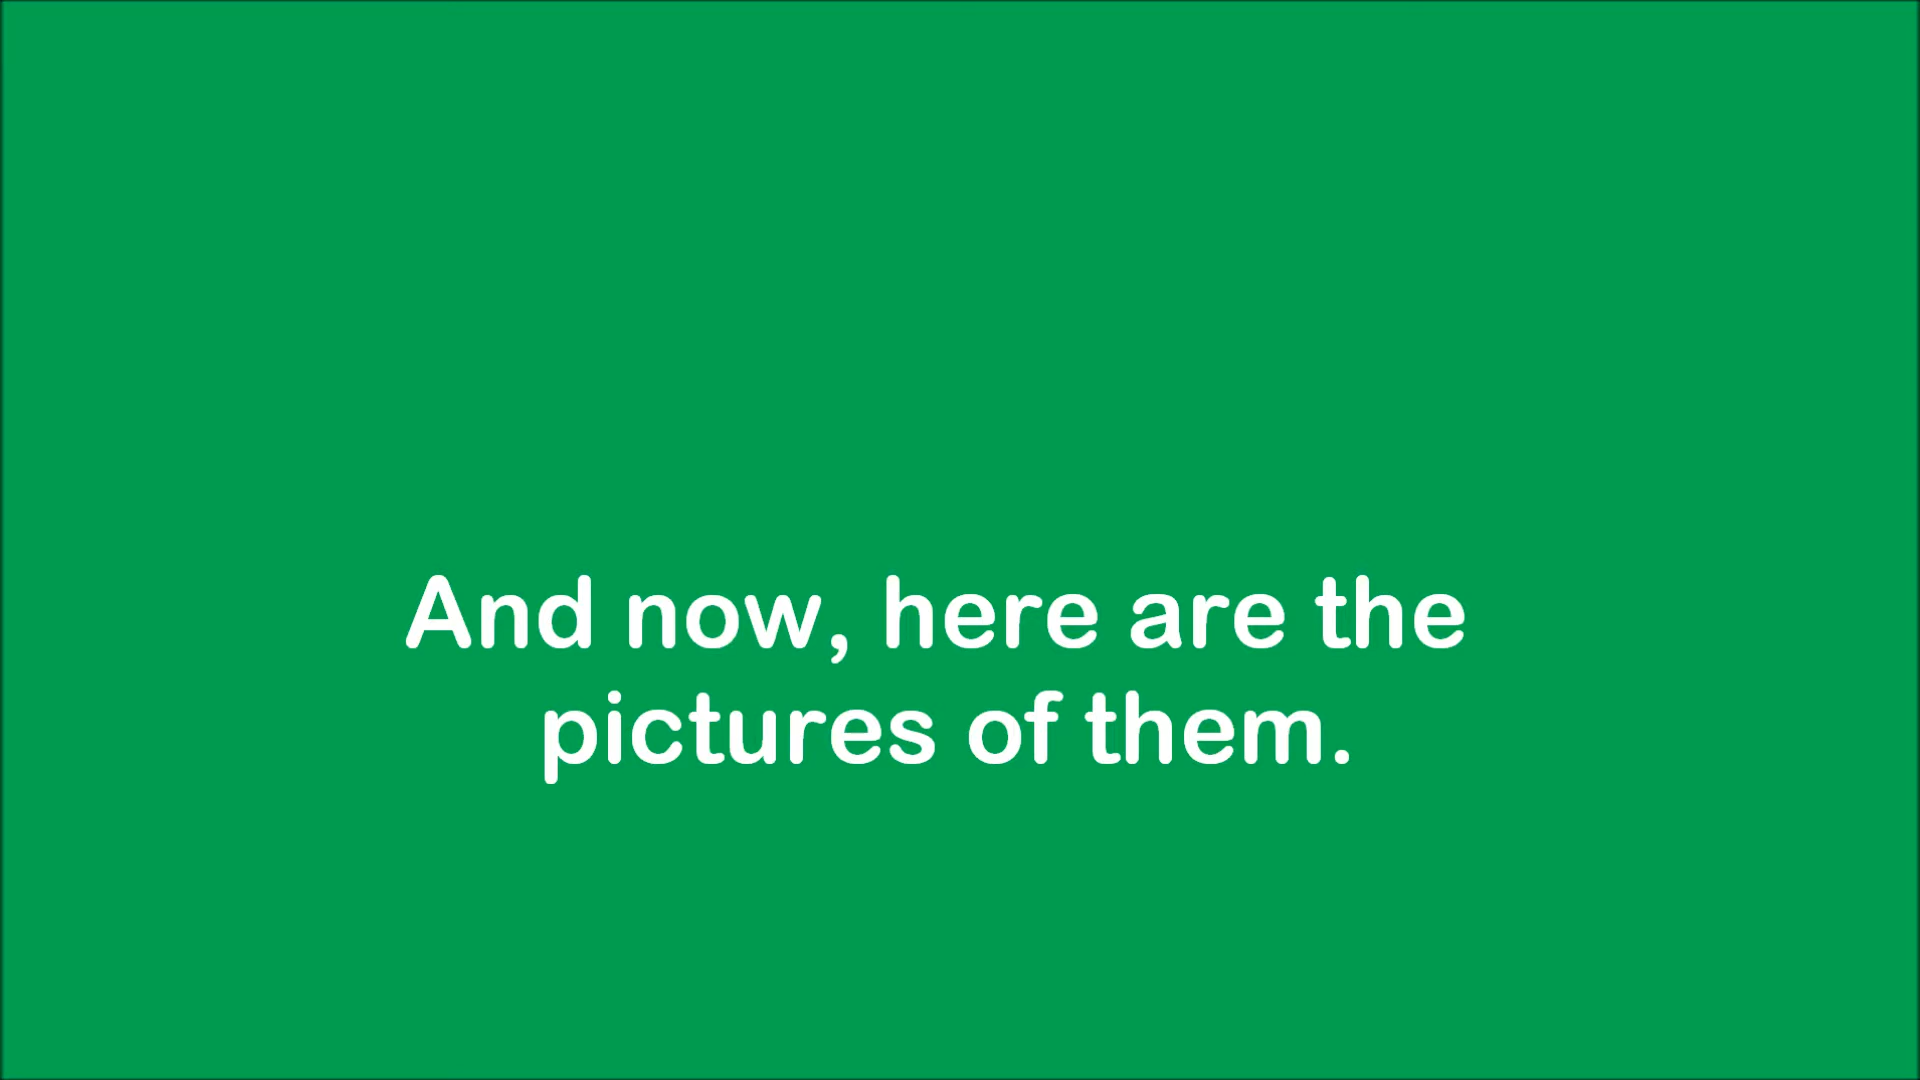 And now, here are the
pictures of them.